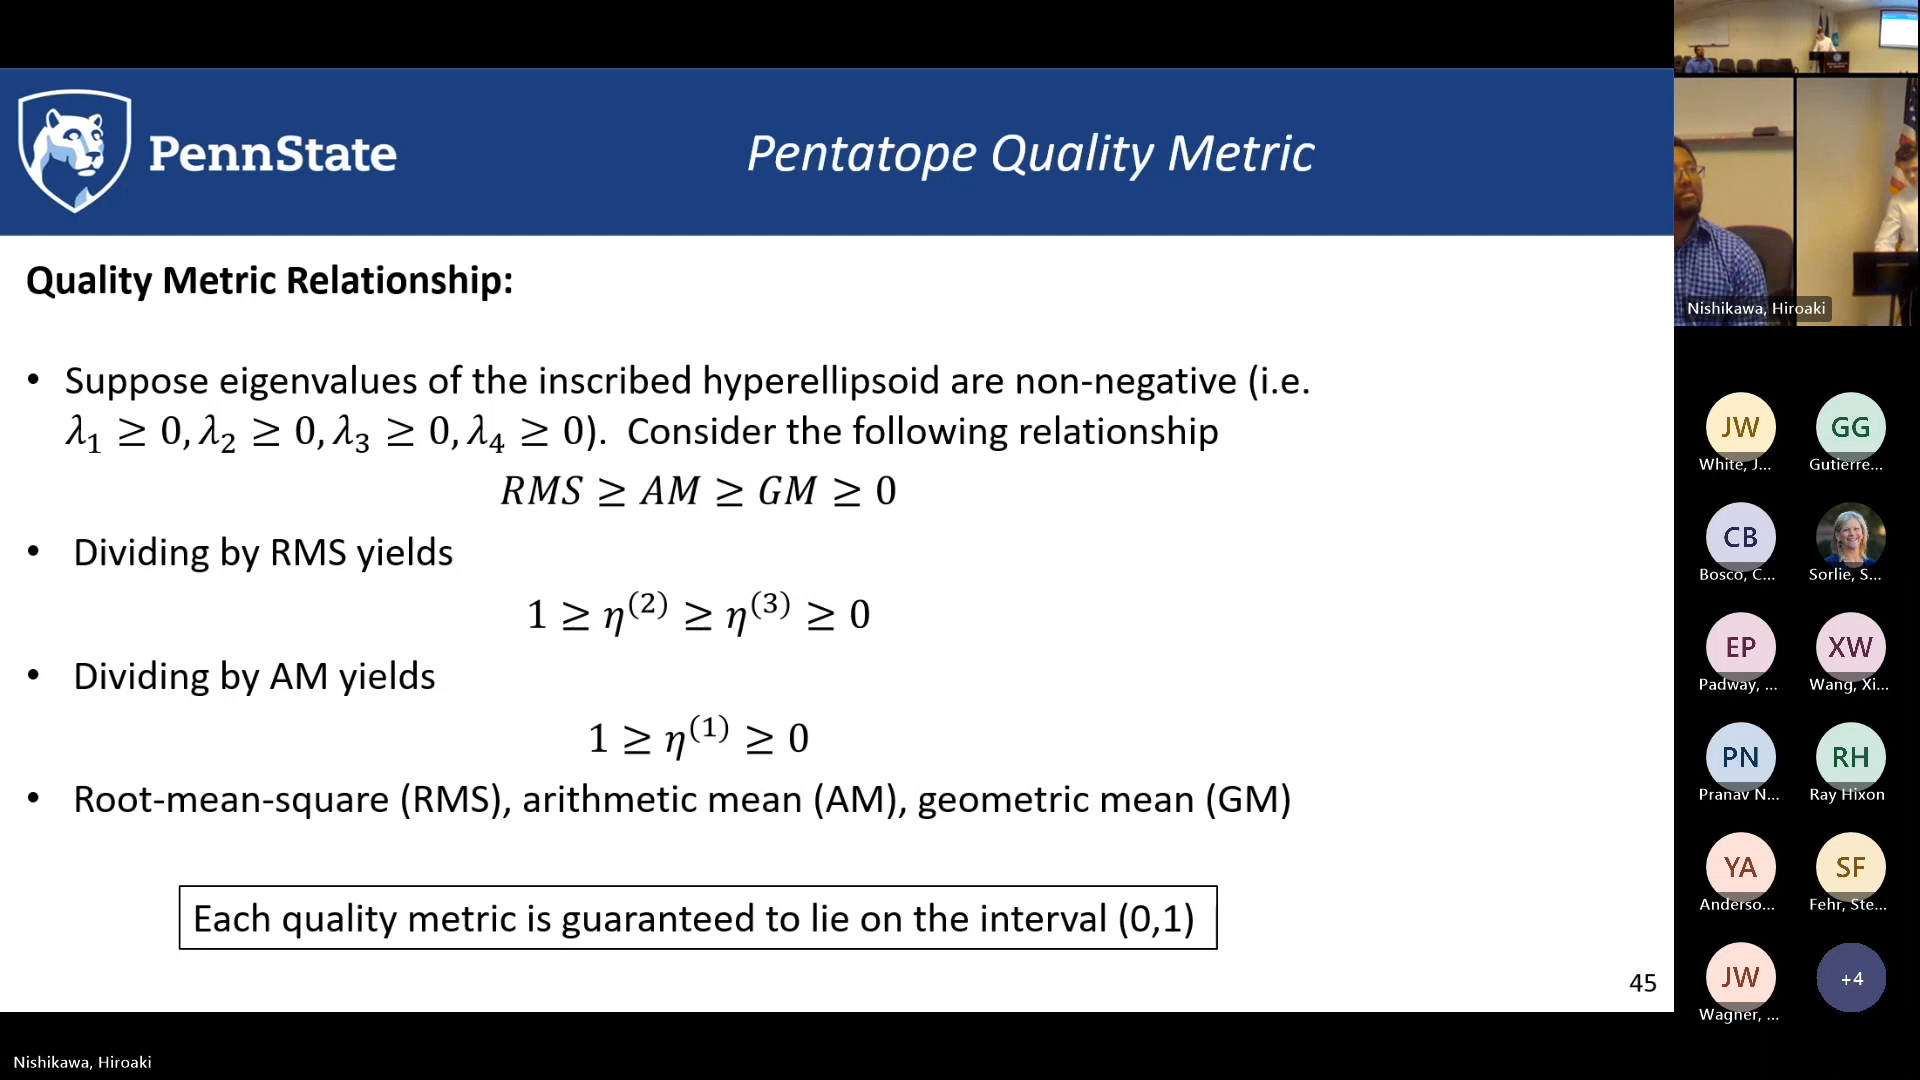 PennState
Pentatope Quality Metric
Quality Metric Relationship:
• Suppose eigenvalues of the inscribed hyperellipsoid are non-negative (i.e.
λ₁ ≥ 0, λ₂ ≥ 0, λ₃ ≥ 0, λ₄ ≥ 0). Consider the following relationship
RMS ≥ AM ≥ GM ≥ 0
• Dividing by RMS yields
1 ≥ η⁽²⁾ ≥ η⁽³⁾ ≥ 0
• Dividing by AM yields
1 ≥ η⁽¹⁾ ≥ 0
• Root-mean-square (RMS), arithmetic mean (AM), geometric mean (GM)
Each quality metric is guaranteed to lie on the interval (0,1)
45
Nishikawa, Hiroaki
Nishikawa, Hiroaki
JW GG
White, J... Gutierre...
CB
Bosco, C... Sorlie, S...
EP XW
Padway, ... Wang, Xi...
PN RH
Pranav N... Ray Hixon
YA SF
Anderso... Fehr, Ste...
JW +4
Wagner, ...